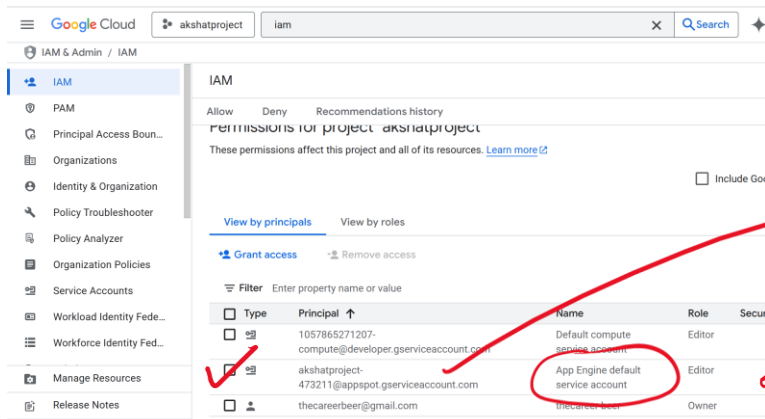 Google Cloud
akshatproject
iam
Search
IAM & Admin / IAM
IAM
PAM
Principal Access Boun...
Organizations
Identity & Organization
Policy Troubleshooter
Policy Analyzer
Organization Policies
Service Accounts
Workload Identity Fede...
Workforce Identity Fed...
Manage Resources
Release Notes
IAM
Allow Deny Recommendations history
Permissions for project "akshatproject"
These permissions affect this project and all of its resources. Learn more
Include Goo
View by principals View by roles
Grant access Remove access
Filter Enter property name or value
Type Principal Name Role Secur
1057865271207-
compute@developer.gserviceaccount.com
Default compute
service account
Editor
akshatproject-
473211@appspot.gserviceaccount.com
App Engine default
service account
Editor
thecareerbeer@gmail.com thecareer beer Owner